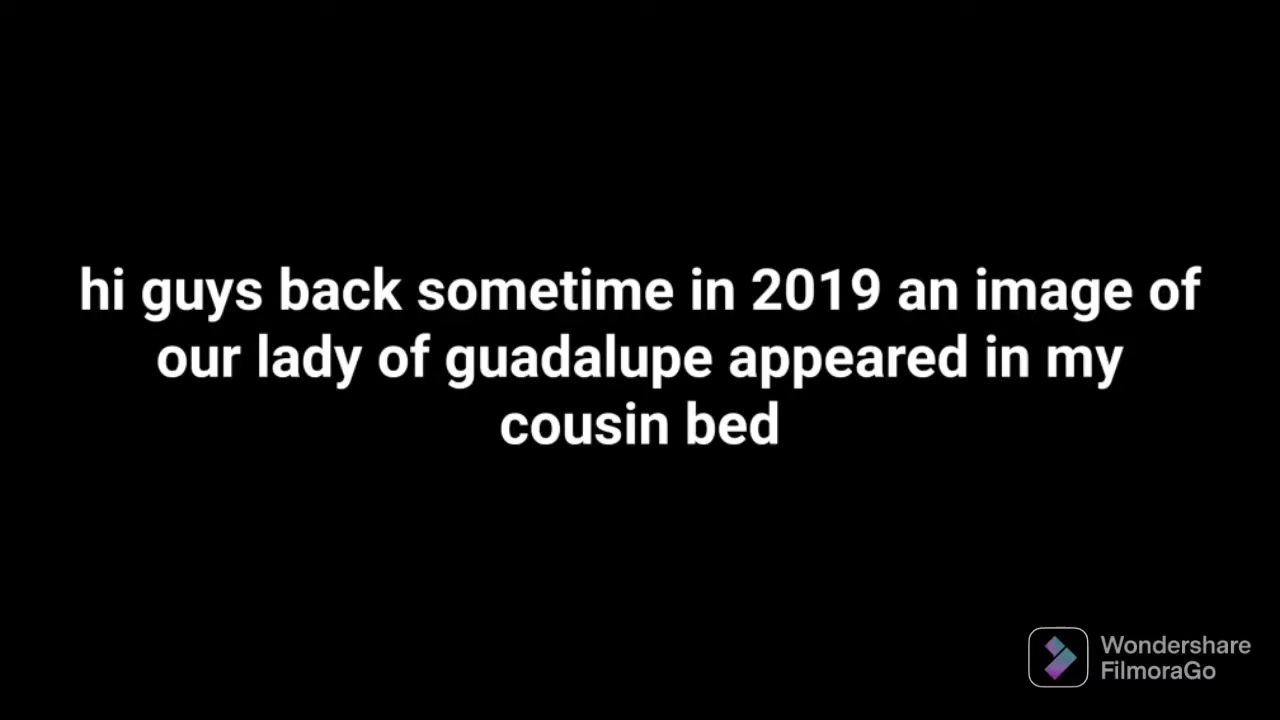 hi guys back sometime in 2019 an image of
our lady of guadalupe appeared in my
cousin bed
Wondershare
FilmoraGo